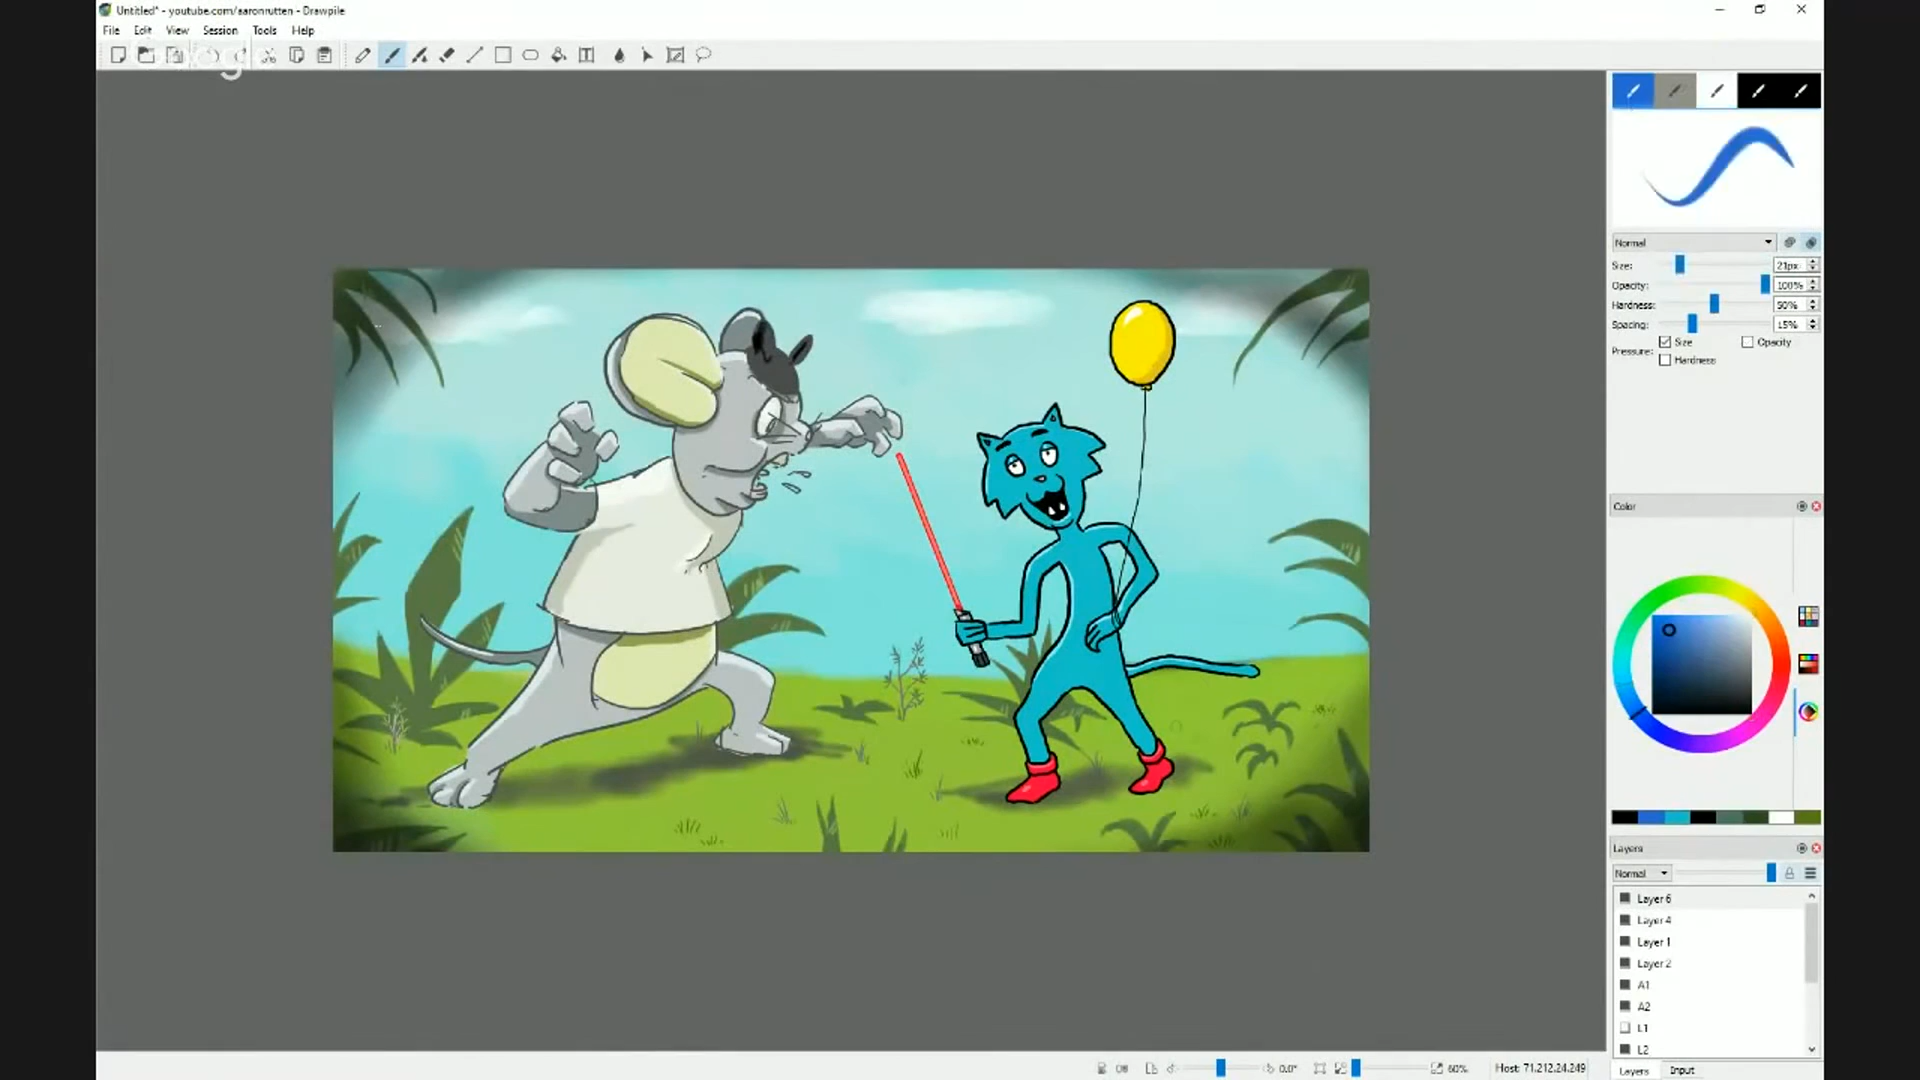 Untitled* - youtube.com/aaronrutten - Drawpile
File Edit View Session Tools Help
Google
Normal
Size: 21px
Opacity: 100%
Hardness: 50%
Spacing: 15%
Pressure: Size Opacity
Hardness
Color
Layers
Normal
Layer 6
Layer 4
Layer 1
Layer 2
A1
A2
L1
L2
0.0° 60% Host: 71.212.24.249
Layers Input